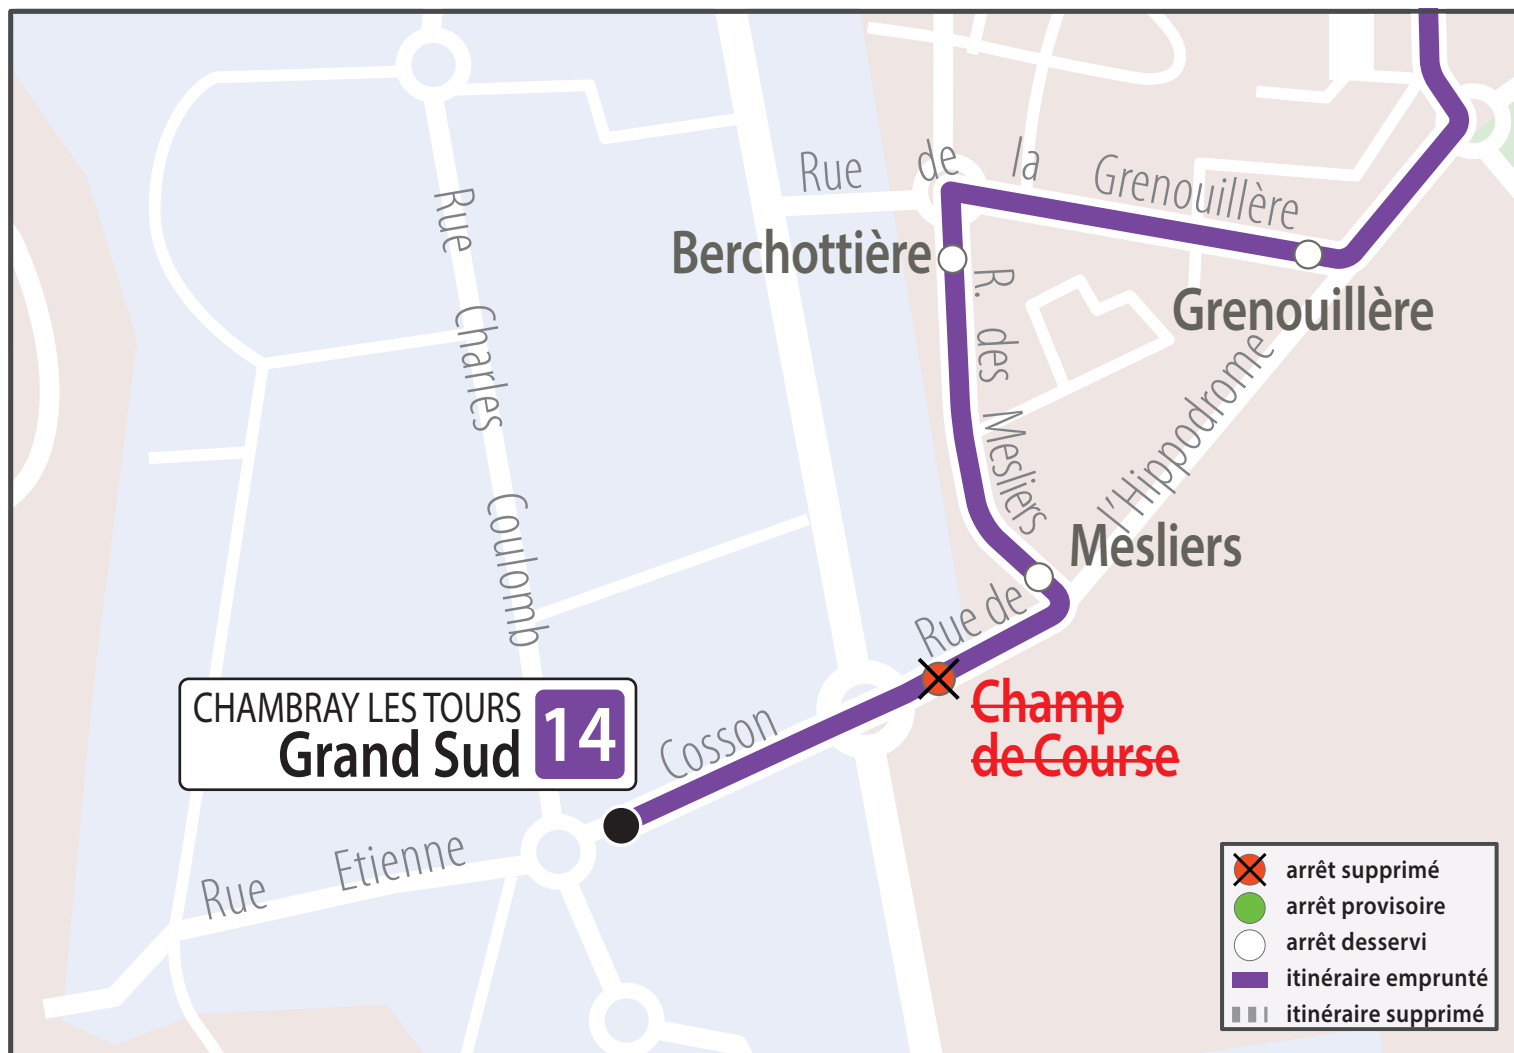 Rue de la Grenouillère
Berchottière
Grenouillère
Rue Charles Coulomb
R. des Mesliers
l'Hippodrome
Mesliers
Rue de
Champ
de Course
CHAMBRAY LES TOURS
Grand Sud
14
Cosson
Rue Etienne
arrêt supprimé
arrêt provisoire
arrêt desservi
itinéraire emprunté
itinéraire supprimé